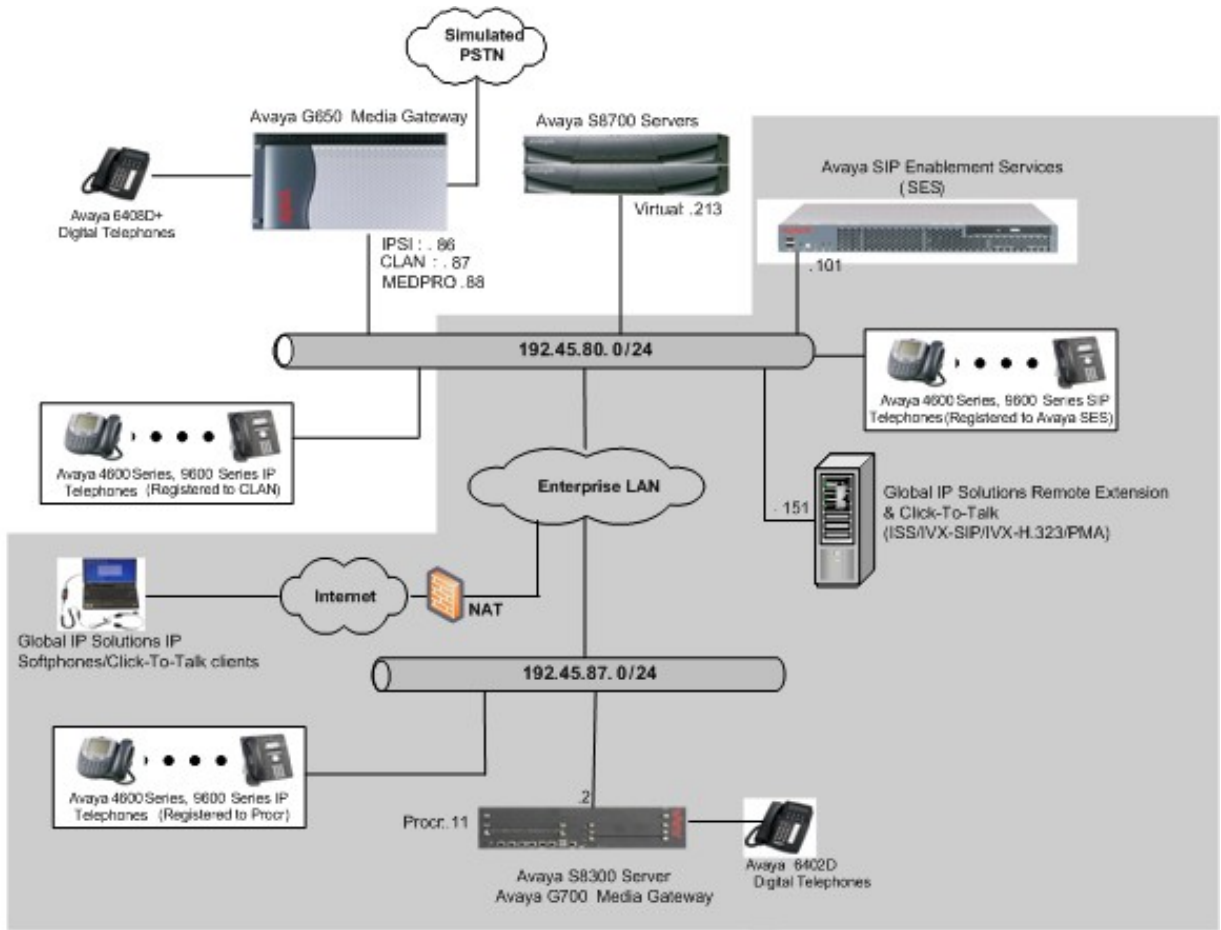 Simulated
PSTN
Avaya G650 Media Gateway
Avaya S8700 Servers
Avaya SIP Enablement Services
(SES)
Virtual: .213
Avaya 6408D+
Digital Telephones
IPSI : . 86
CLAN : . 87
MEDPRO: .88
.101
192.45.80. 0/24
Avaya 4600 Series, 9600 Series SIP
Telephones (Registered to Avaya SES)
Avaya 4600 Series, 9600 Series IP
Telephones (Registered to CLAN)
Enterprise LAN
. 151
Global IP Solutions Remote Extension
& Click-To-Talk
(ISS/IVX-SIP/IVX-H.323/PMA)
Internet
NAT
Global IP Solutions IP
Softphones/Click-To-Talk clients
192.45.87. 0/24
Avaya 4600 Series, 9600 Series IP
Telephones (Registered to Procr)
.2
Procr: . 11
Avaya 6402D
Digital Telephones
Avaya S8300 Server
Avaya G700 Media Gateway